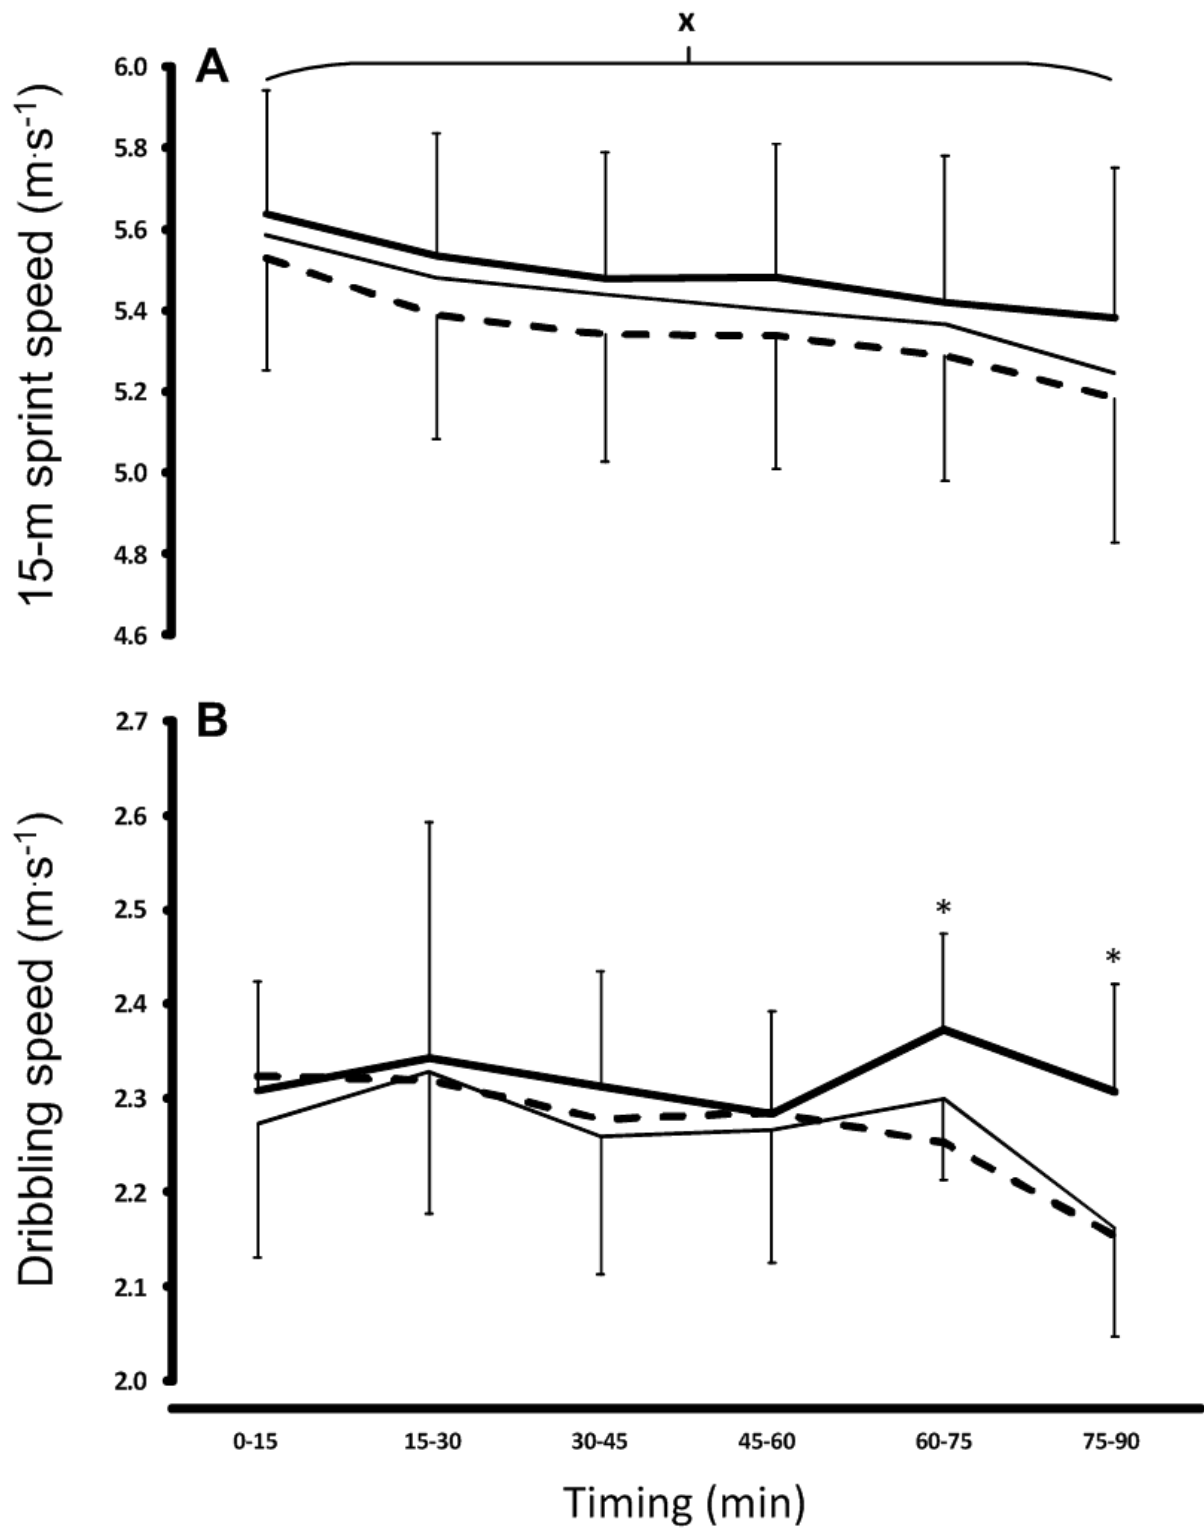 x
A
6.0
5.8
5.6
5.4
5.2
5.0
4.8
4.6
15-m sprint speed (m·s-1)
B
2.7
2.6
2.5
2.4
2.3
2.2
2.1
2.0
Dribbling speed (m·s-1)
*
*
0-15 15-30 30-45 45-60 60-75 75-90
Timing (min)